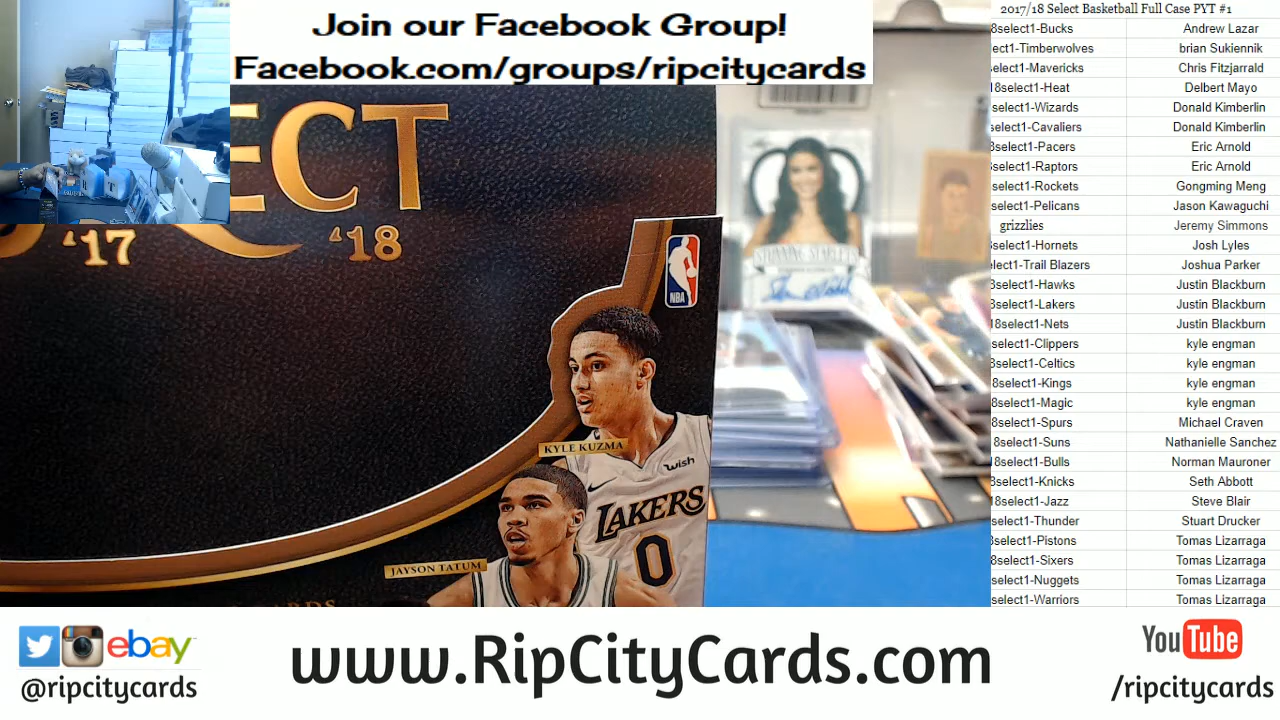 Join our Facebook Group!
Facebook.com/groups/ripcitycards
ECT
'17 '18
NBA
KYLE KUZMA
wish
LAKERS
0
JAYSON TATUM
STUNNING STARLETS
2017/18 Select Basketball Full Case PYT #1
8select1-Bucks Andrew Lazar
ect1-Timberwolves brian Sukiennik
elect1-Mavericks Chris Fitzjarrald
18select1-Heat Delbert Mayo
select1-Wizards Donald Kimberlin
select1-Cavaliers Donald Kimberlin
select1-Pacers Eric Arnold
select1-Raptors Eric Arnold
select1-Rockets Gongming Meng
select1-Pelicans Jason Kawaguchi
grizzlies Jeremy Simmons
8select1-Hornets Josh Lyles
lect1-Trail Blazers Joshua Parker
8select1-Hawks Justin Blackburn
8select1-Lakers Justin Blackburn
18select1-Nets Justin Blackburn
select1-Clippers kyle engman
8select1-Celtics kyle engman
8select1-Kings kyle engman
8select1-Magic kyle engman
8select1-Spurs Michael Craven
8select1-Suns Nathanielle Sanchez
18select1-Bulls Norman Mauroner
8select1-Knicks Seth Abbott
18select1-Jazz Steve Blair
select1-Thunder Stuart Drucker
8select1-Pistons Tomas Lizarraga
8select1-Sixers Tomas Lizarraga
select1-Nuggets Tomas Lizarraga
select1-Warriors Tomas Lizarraga
ebay
@ripcitycards
www.RipCityCards.com
YouTube
/ripcitycards